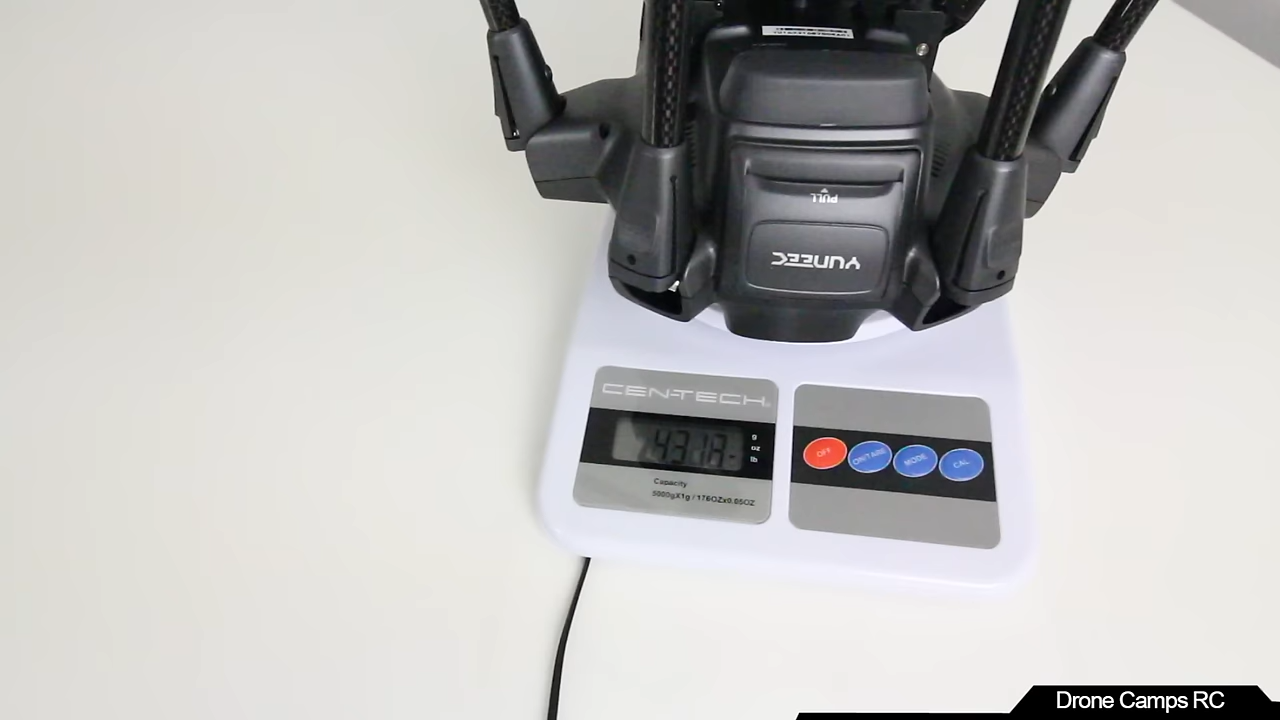 PULL
YUNEEC
CEN-TECH®
4318
g
oz
lb
Capacity
5000gX1g / 176OZx0.05OZ
OFF
ON/TARE
MODE
CAL
Drone Camps RC